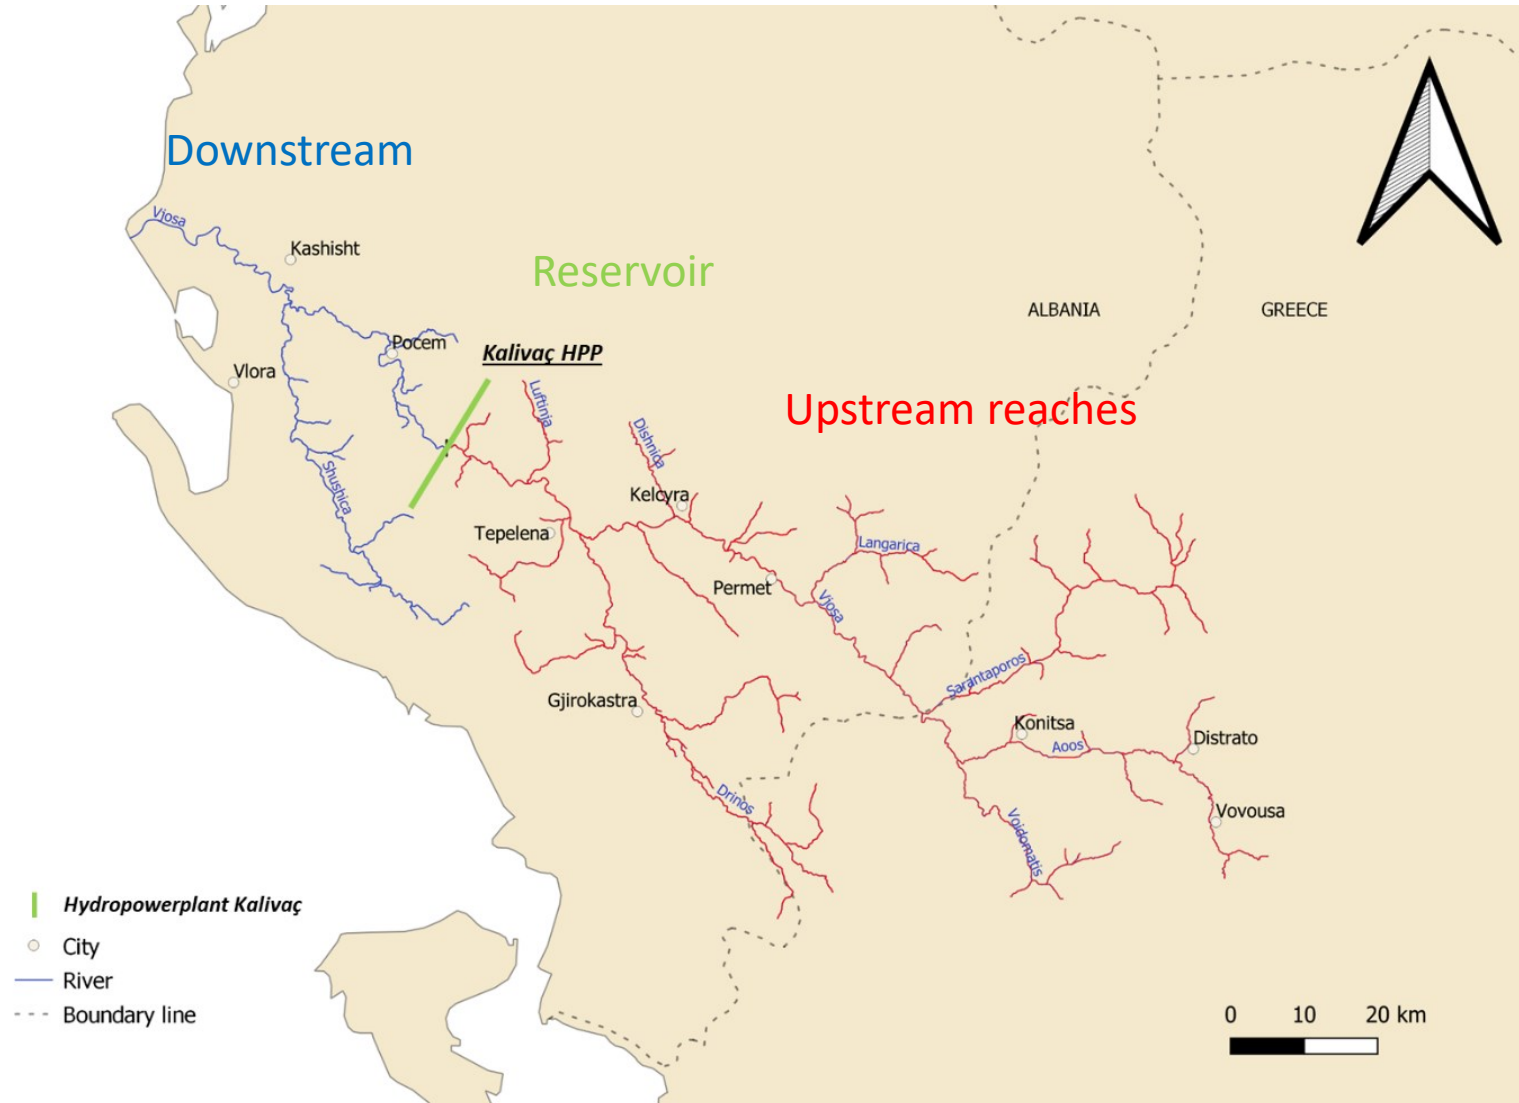 Downstream
Vjosa
Kashisht
Reservoir
ALBANIA
GREECE
Pocem
Kalivaç HPP
Vlora
Luftinja
Upstream reaches
Dishnica
Shushica
Kelcyra
Tepelena
Langarica
Permet
Vjosa
Sarantaporos
Gjirokastra
Konitsa
Aoos
Distrato
Drinos
Voidomatis
Vovousa
Hydropowerplant Kalivaç
City
River
Boundary line
0 10 20 km